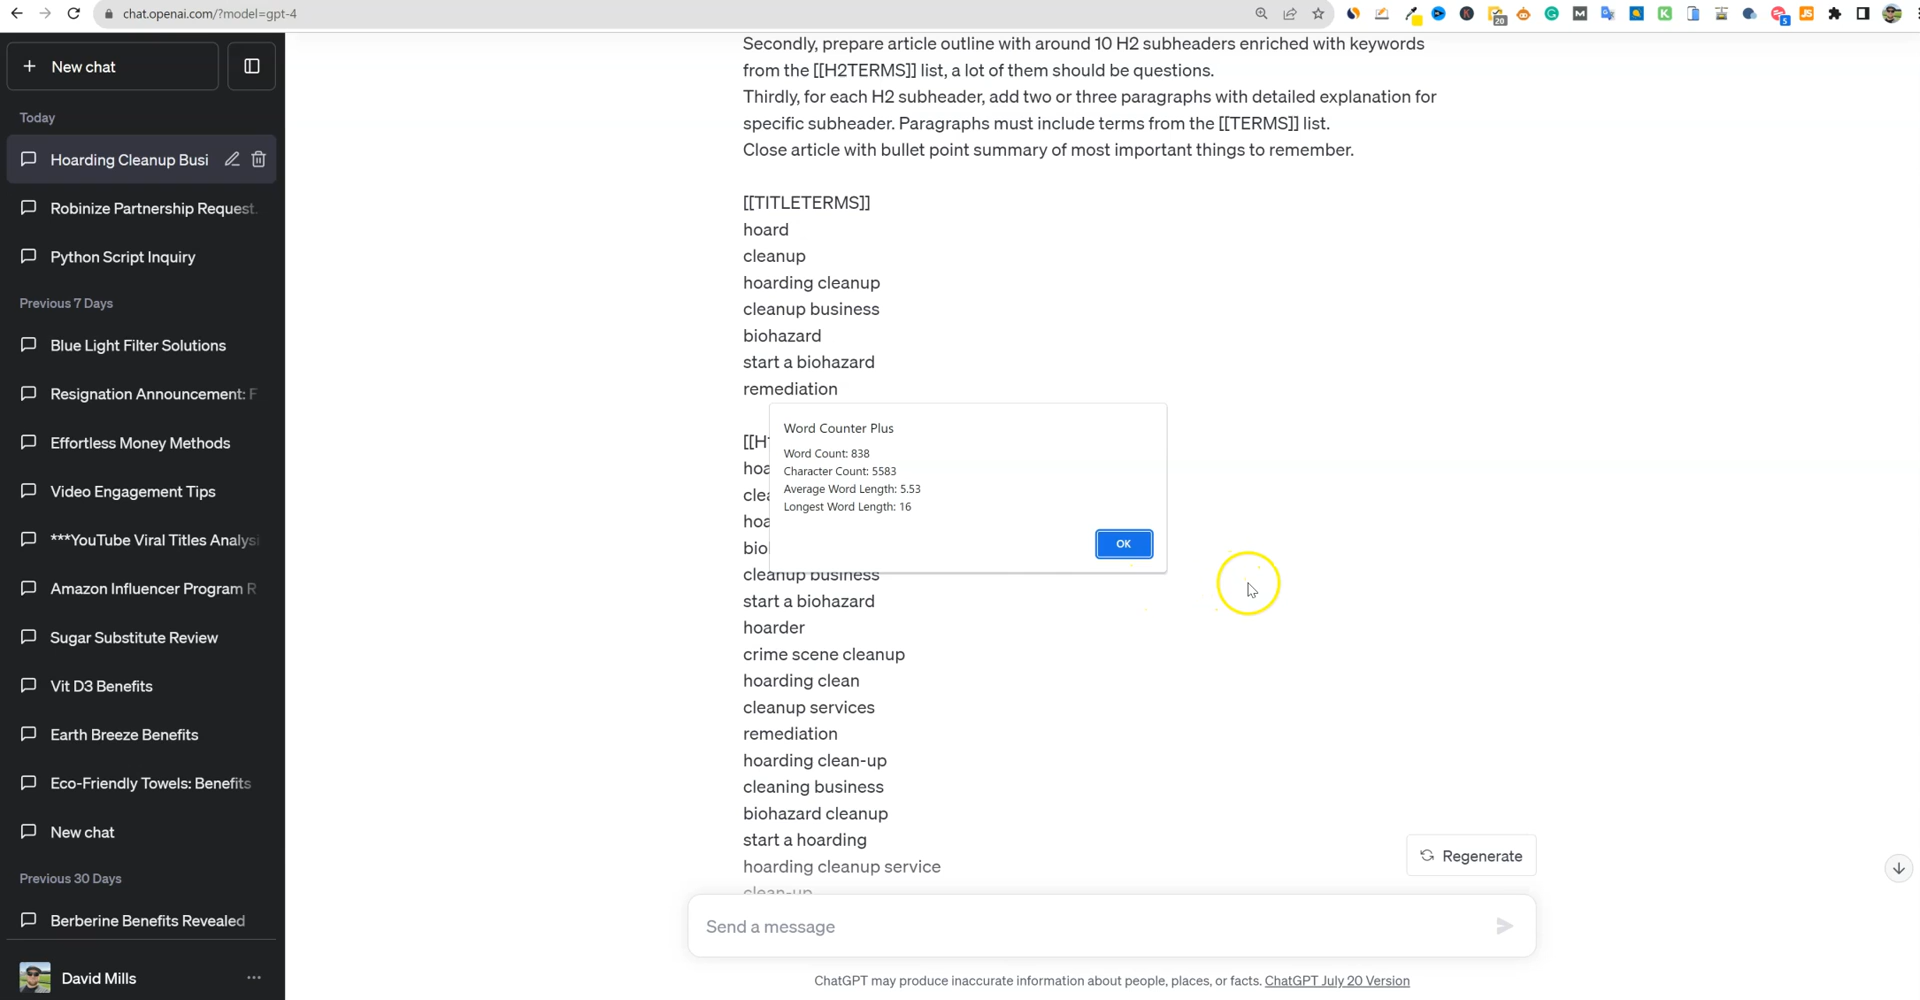 chat.openai.com/?model=gpt-4
New chat
Today
Hoarding Cleanup Busi
Robinize Partnership Request.
Python Script Inquiry
Previous 7 Days
Blue Light Filter Solutions
Resignation Announcement: F
Effortless Money Methods
Video Engagement Tips
***YouTube Viral Titles Analysi
Amazon Influencer Program R
Sugar Substitute Review
Vit D3 Benefits
Earth Breeze Benefits
Eco-Friendly Towels: Benefits
New chat
Previous 30 Days
Berberine Benefits Revealed
David Mills
Secondly, prepare article outline with around 10 H2 subheaders enriched with keywords
from the [[H2TERMS]] list, a lot of them should be questions.
Thirdly, for each H2 subheader, add two or three paragraphs with detailed explanation for
specific subheader. Paragraphs must include terms from the [[TERMS]] list.
Close article with bullet point summary of most important things to remember.
[[TITLETERMS]]
hoard
cleanup
hoarding cleanup
cleanup business
biohazard
start a biohazard
remediation
Word Counter Plus
Word Count: 838
Character Count: 5583
Average Word Length: 5.53
Longest Word Length: 16
OK
[[H
hoa
clea
hoa
bio
cleanup business
start a biohazard
hoarder
crime scene cleanup
hoarding clean
cleanup services
remediation
hoarding clean-up
cleaning business
biohazard cleanup
start a hoarding
hoarding cleanup service
clean-up
Regenerate
Send a message
ChatGPT may produce inaccurate information about people, places, or facts. ChatGPT July 20 Version